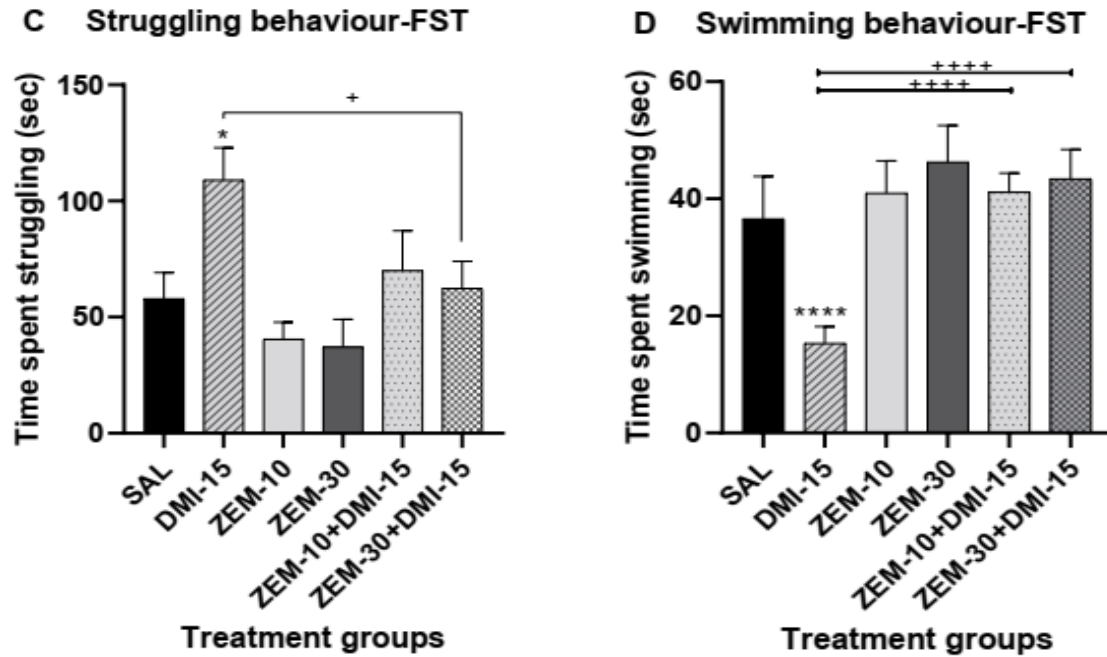 C Struggling behaviour-FST
Time spent struggling (sec)
150
100
50
0
*
+
SAL
DMI-15
ZEM-10
ZEM-30
ZEM-10+DMI-15
ZEM-30+DMI-15
Treatment groups
D Swimming behaviour-FST
Time spent swimming (sec)
60
40
20
0
++++
++++
****
SAL
DMI-15
ZEM-10
ZEM-30
ZEM-10+DMI-15
ZEM-30+DMI-15
Treatment groups